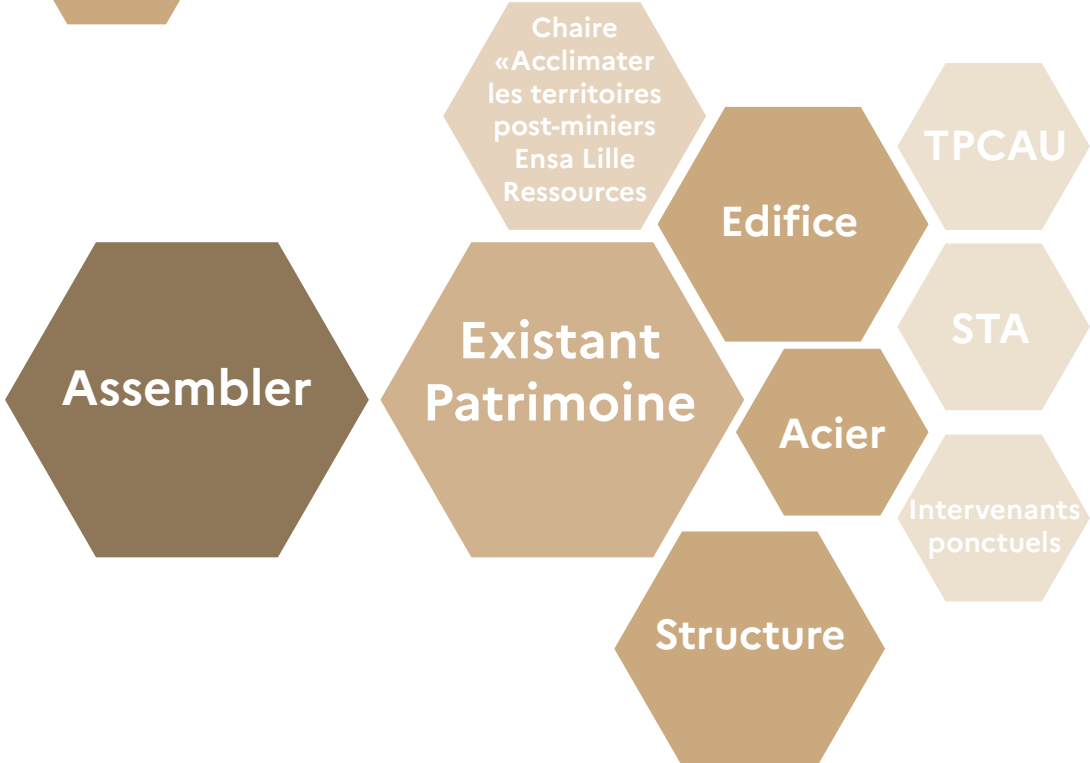 Chaire
«Acclimater
les territoires
post-miniers
Ensa Lille
Ressources
TPCAU
Edifice
STA
Existant
Patrimoine
Assembler
Acier
Intervenants
ponctuels
Structure